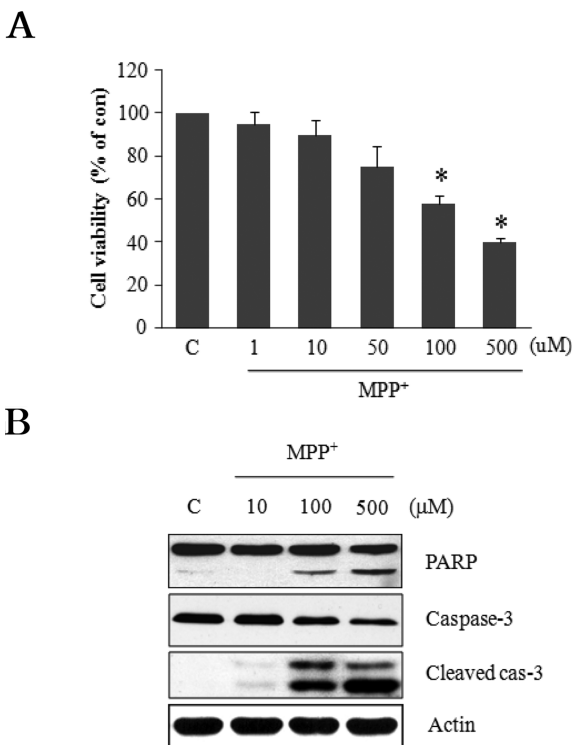 A
Cell viability (% of con)
120
100
80
60
40
20
0
*
*
C 1 10 50 100 500 (uM)
MPP⁺
B
MPP⁺
C 10 100 500 (μM)
PARP
Caspase-3
Cleaved cas-3
Actin